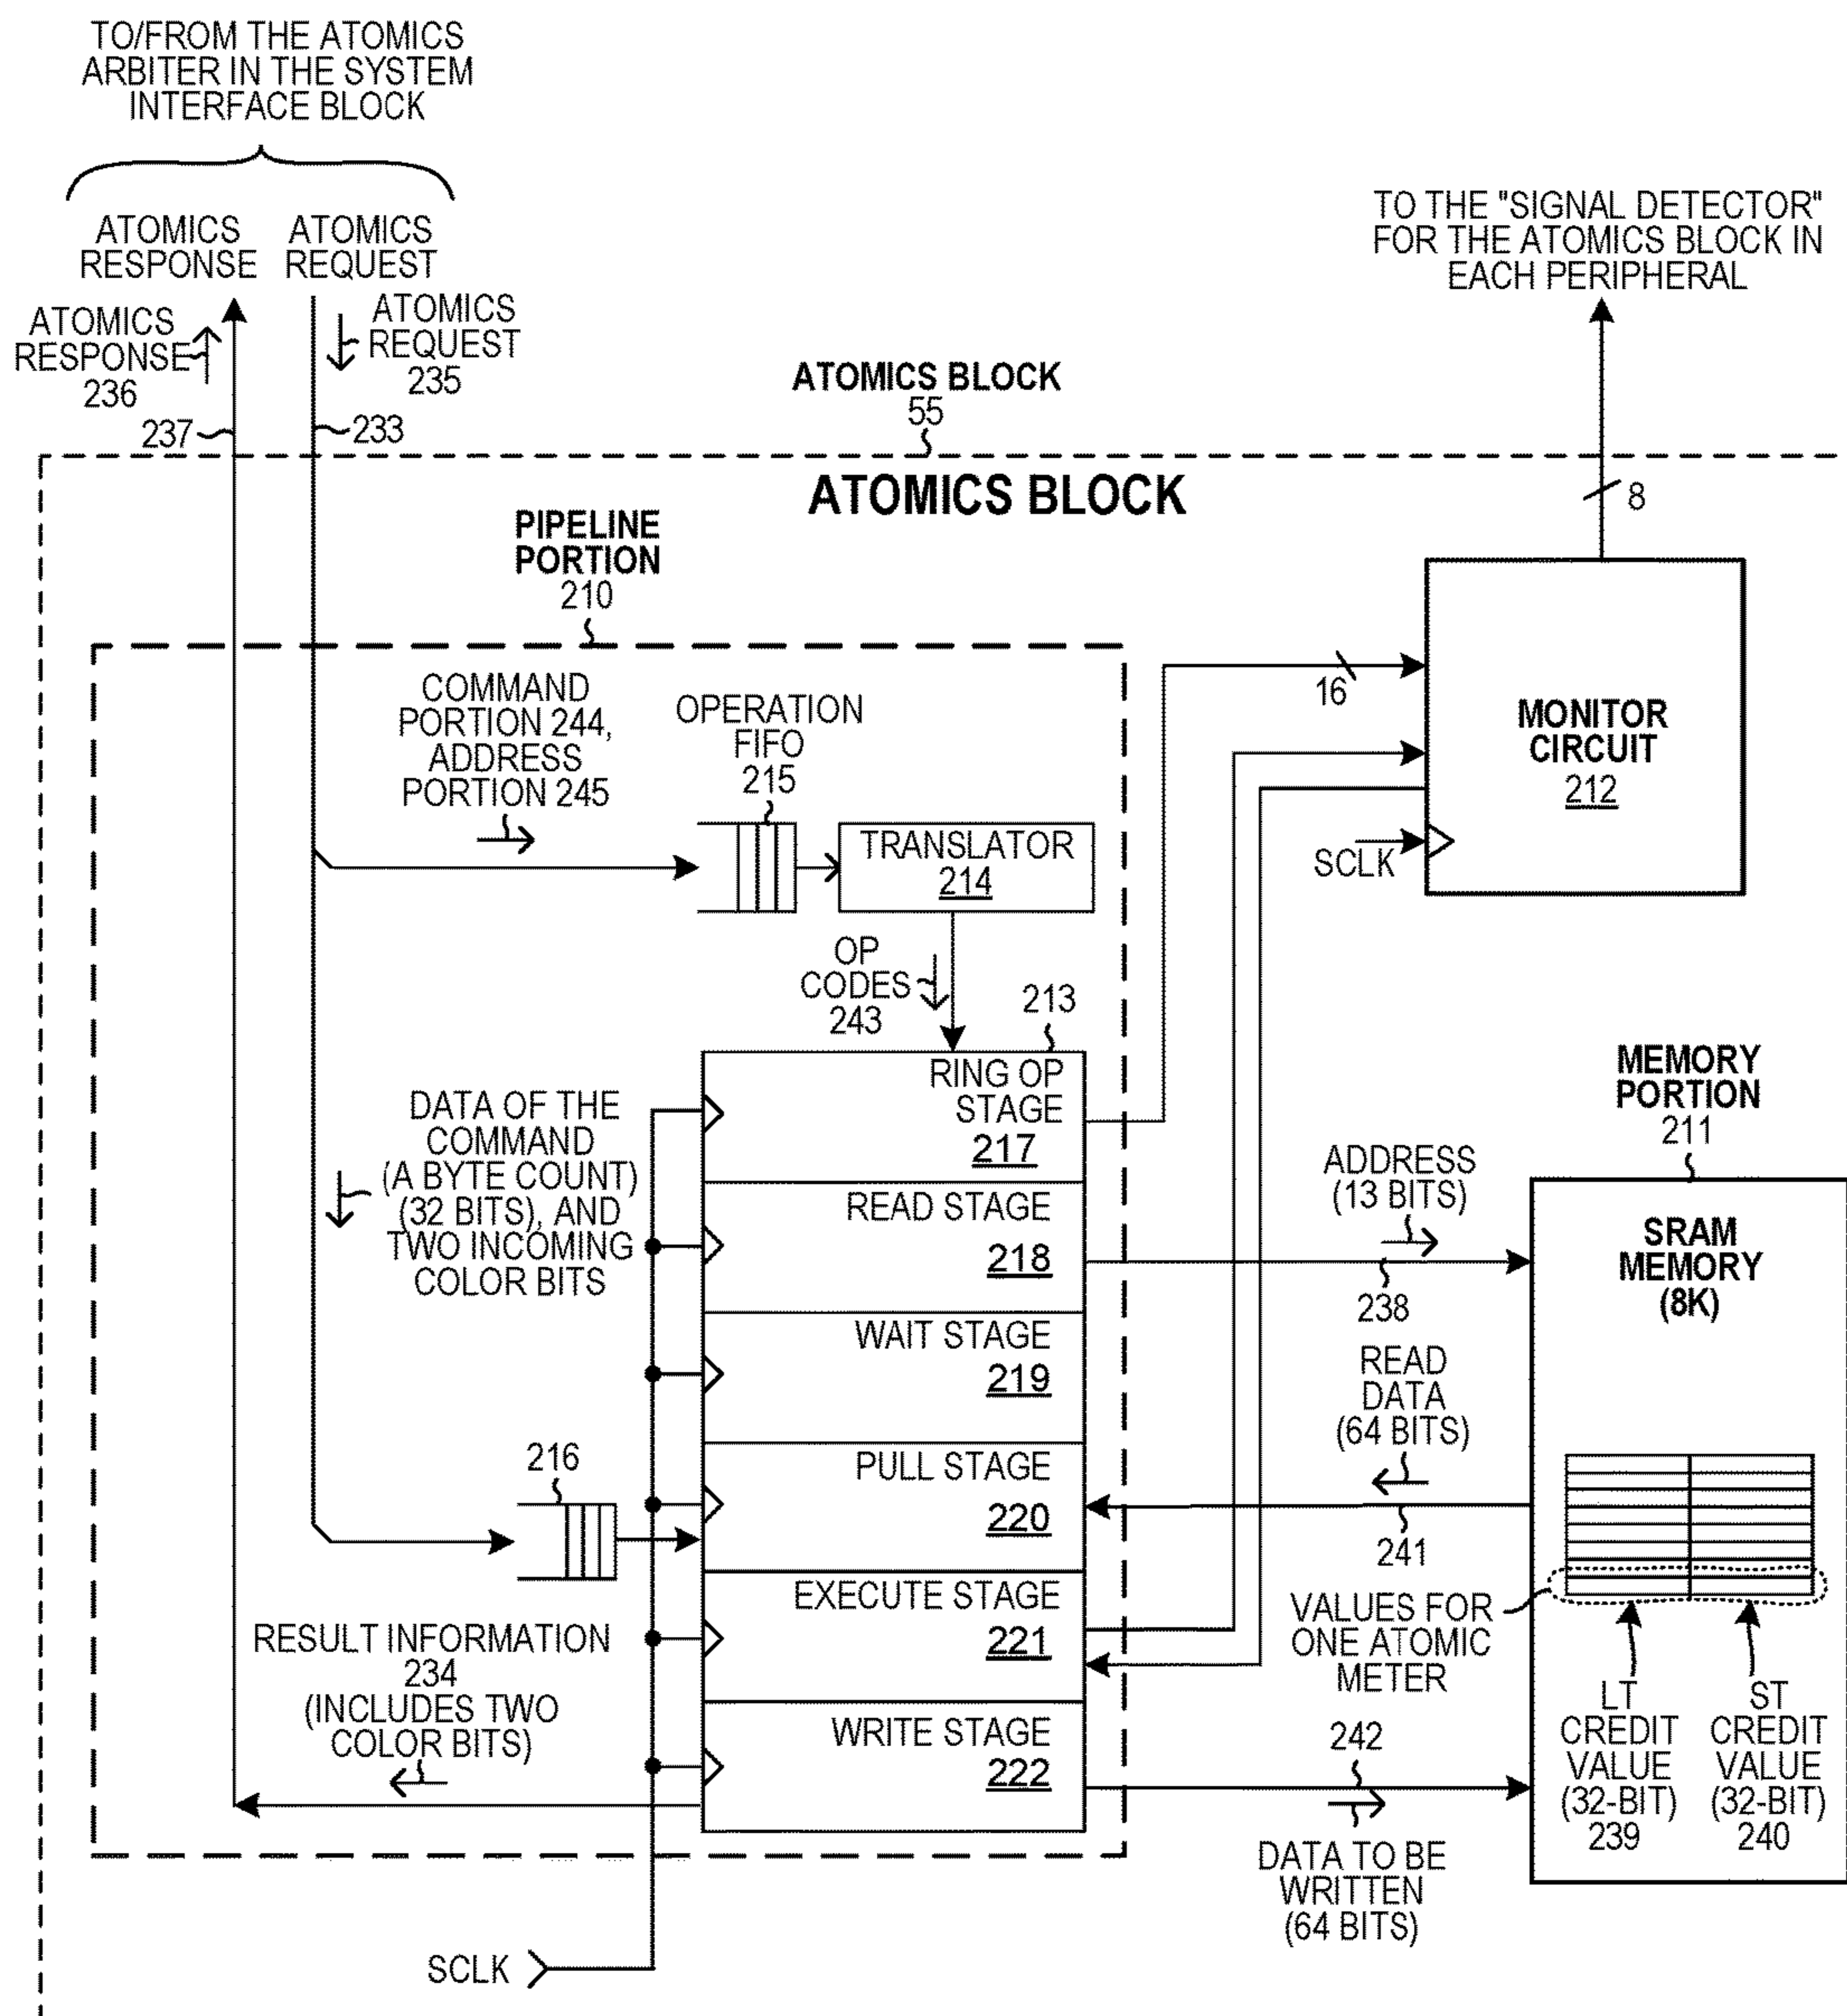 TO/FROM THE ATOMICS
ARBITER IN THE SYSTEM
INTERFACE BLOCK
ATOMICS
RESPONSE
ATOMICS
REQUEST
ATOMICS
RESPONSE
236
ATOMICS
REQUEST
235
237
233
TO THE "SIGNAL DETECTOR"
FOR THE ATOMICS BLOCK IN
EACH PERIPHERAL
ATOMICS BLOCK
55
ATOMICS BLOCK
8
PIPELINE
PORTION
210
COMMAND
PORTION 244,
ADDRESS
PORTION 245
OPERATION
FIFO
215
TRANSLATOR
214
OP
CODES
243
213
16
MONITOR
CIRCUIT
212
SCLK
RING OP
STAGE
217
DATA OF THE
COMMAND
(A BYTE COUNT)
(32 BITS), AND
TWO INCOMING
COLOR BITS
READ STAGE
218
WAIT STAGE
219
216
PULL STAGE
220
EXECUTE STAGE
221
WRITE STAGE
222
RESULT INFORMATION
234
(INCLUDES TWO
COLOR BITS)
SCLK
MEMORY
PORTION
211
ADDRESS
(13 BITS)
238
SRAM
MEMORY
(8K)
READ
DATA
(64 BITS)
241
VALUES FOR
ONE ATOMIC
METER
LT
CREDIT
VALUE
(32-BIT)
239
ST
CREDIT
VALUE
(32-BIT)
240
242
DATA TO BE
WRITTEN
(64 BITS)